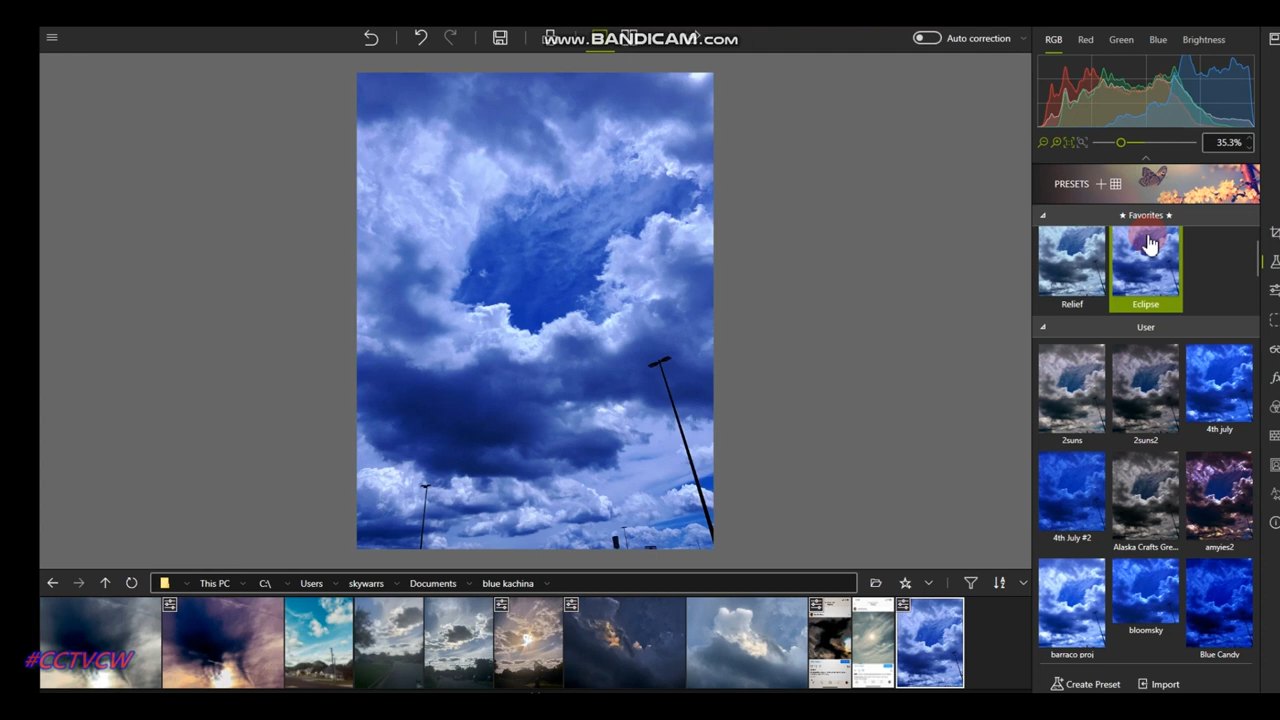 www.BANDICAM.com
Auto correction
RGB Red Green Blue Brightness
35.3%
PRESETS
★ Favorites ★
Relief Eclipse
User
2suns 2suns2 4th july
4th July #2 Alaska Crafts Gre... amyies2
barraco proj bloomsky Blue Candy
This PC C:\ Users skywarrs Documents blue kachina
#CCTVCW
Create Preset Import